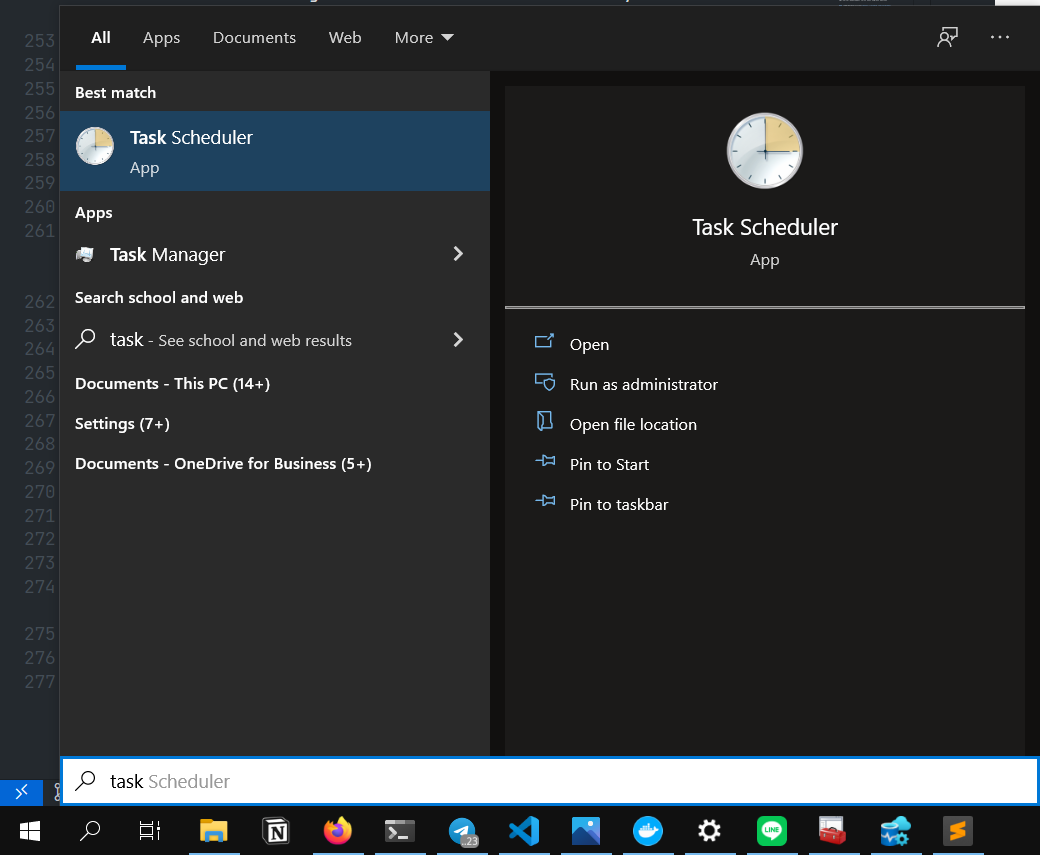 All Apps Documents Web More
Best match
Task Scheduler
App
Apps
Task Manager
Search school and web
task - See school and web results
Documents - This PC (14+)
Settings (7+)
Documents - OneDrive for Business (5+)
Task Scheduler
App
Open
Run as administrator
Open file location
Pin to Start
Pin to taskbar
253
254
255
256
257
258
259
260
261
262
263
264
265
266
267
268
269
270
271
272
273
274
275
276
277
task Scheduler
23
LINE